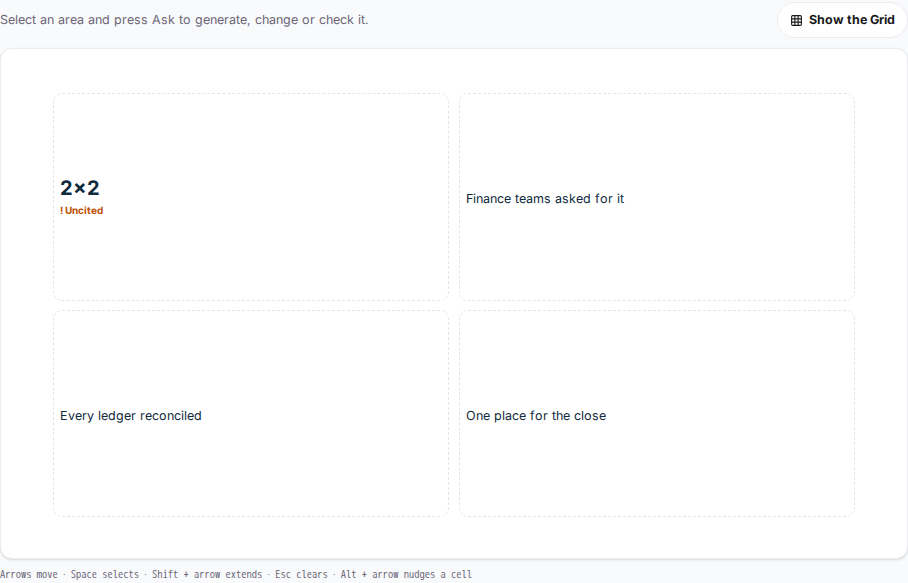 Select an area and press Ask to generate, change or check it.
Show the Grid
2×2
! Uncited
Finance teams asked for it
Every ledger reconciled
One place for the close
Arrows move · Space selects · Shift + arrow extends · Esc clears · Alt + arrow nudges a cell